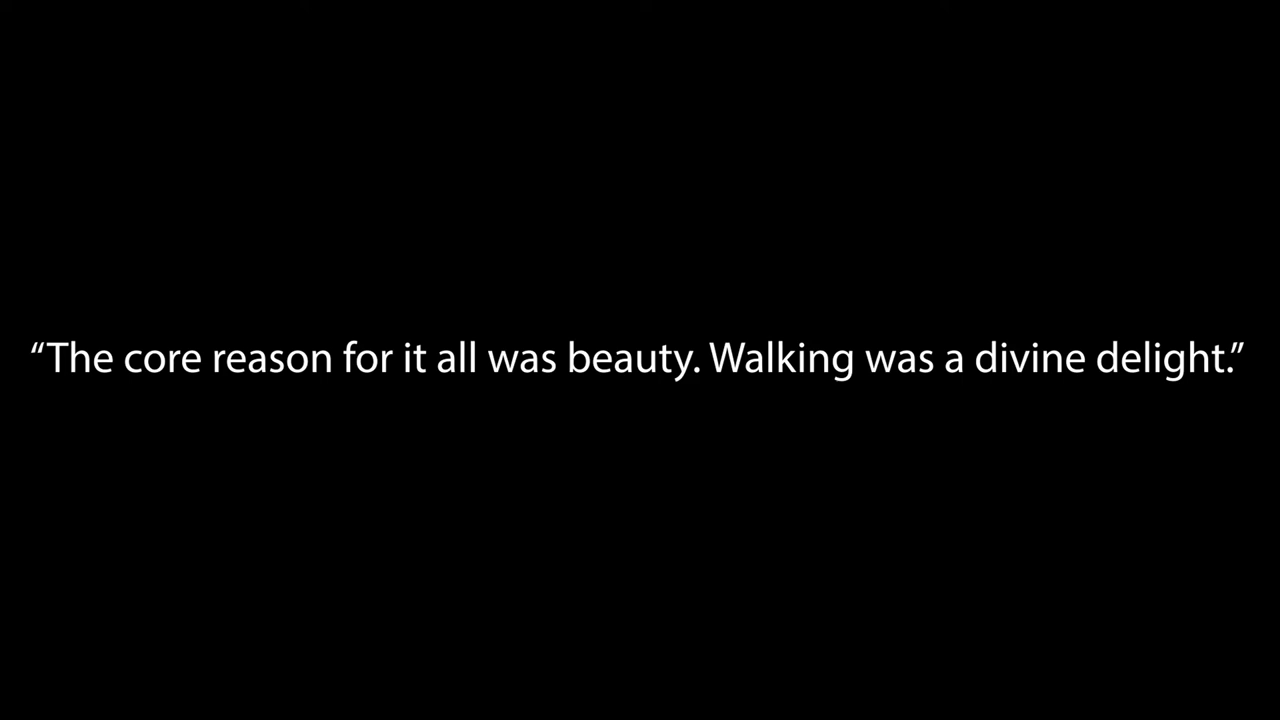 “The core reason for it all was beauty. Walking was a divine delight.”